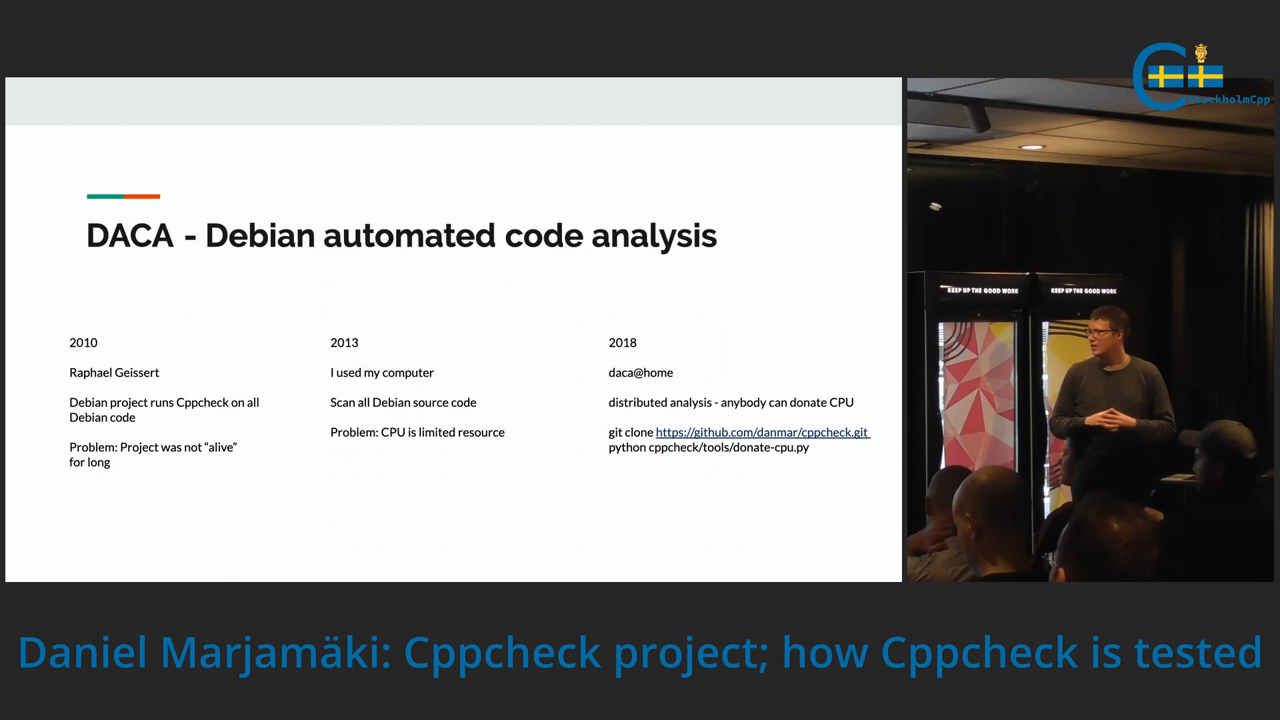 StockholmCpp
DACA - Debian automated code analysis
2010
Raphael Geissert
Debian project runs Cppcheck on all
Debian code
Problem: Project was not “alive”
for long
2013
I used my computer
Scan all Debian source code
Problem: CPU is limited resource
2018
daca@home
distributed analysis - anybody can donate CPU
git clone https://github.com/danmar/cppcheck.git
python cppcheck/tools/donate-cpu.py
KEEP UP THE GOOD WORK
KEEP UP THE GOOD WORK
Daniel Marjamäki: Cppcheck project; how Cppcheck is tested